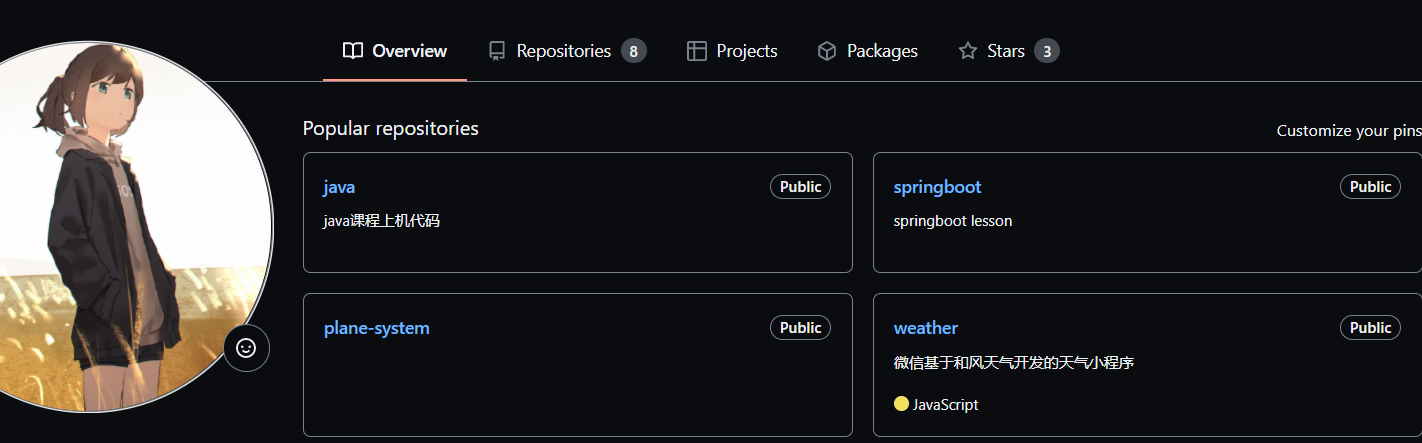 Overview Repositories 8 Projects Packages Stars 3
Popular repositories
Customize your pins
java Public
java课程上机代码
springboot Public
springboot lesson
plane-system Public
weather Public
微信基于和风天气开发的天气小程序
JavaScript